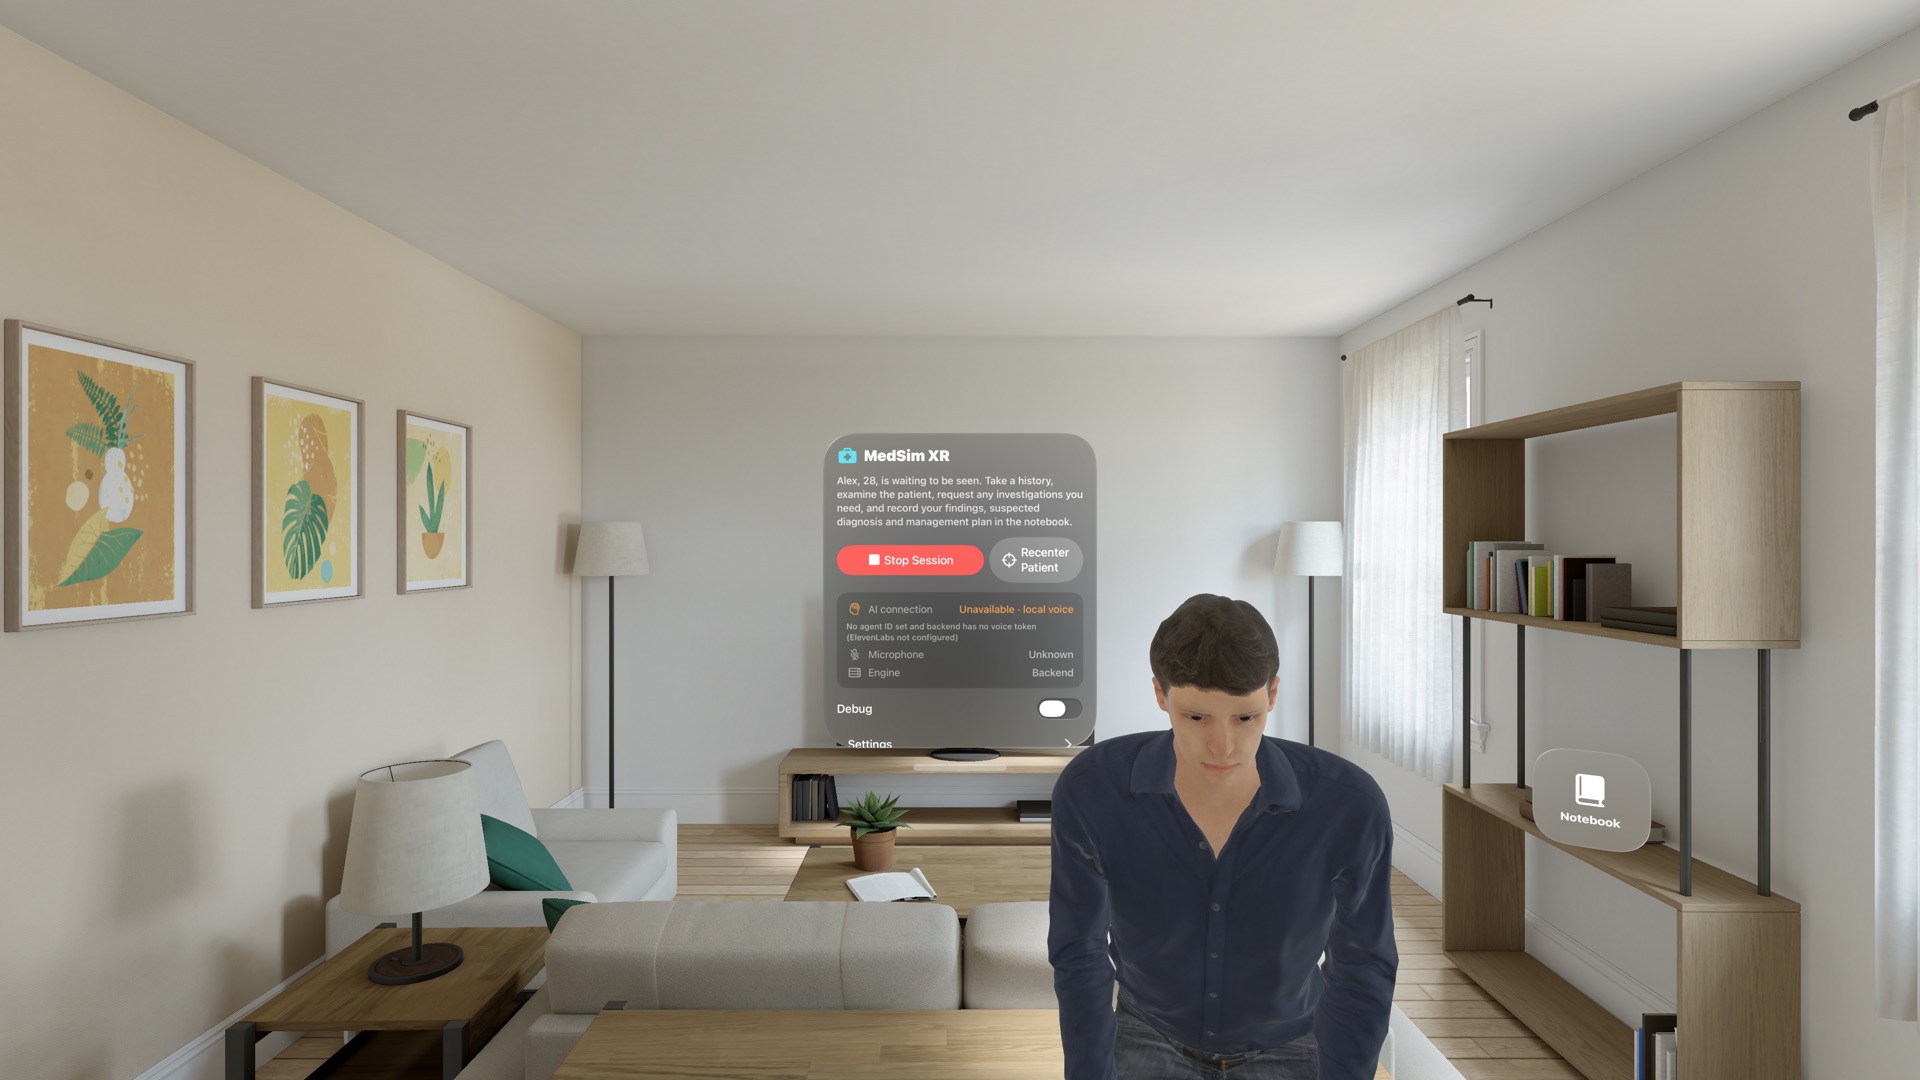 MedSim XR
Alex, 28, is waiting to be seen. Take a history,
examine the patient, request any investigations you
need, and record your findings, suspected
diagnosis and management plan in the notebook.
Stop Session
Recenter
Patient
AI connection
Unavailable · local voice
No agent ID set and backend has no voice token
(ElevenLabs not configured)
Microphone
Unknown
Engine
Backend
Debug
Settings
Notebook